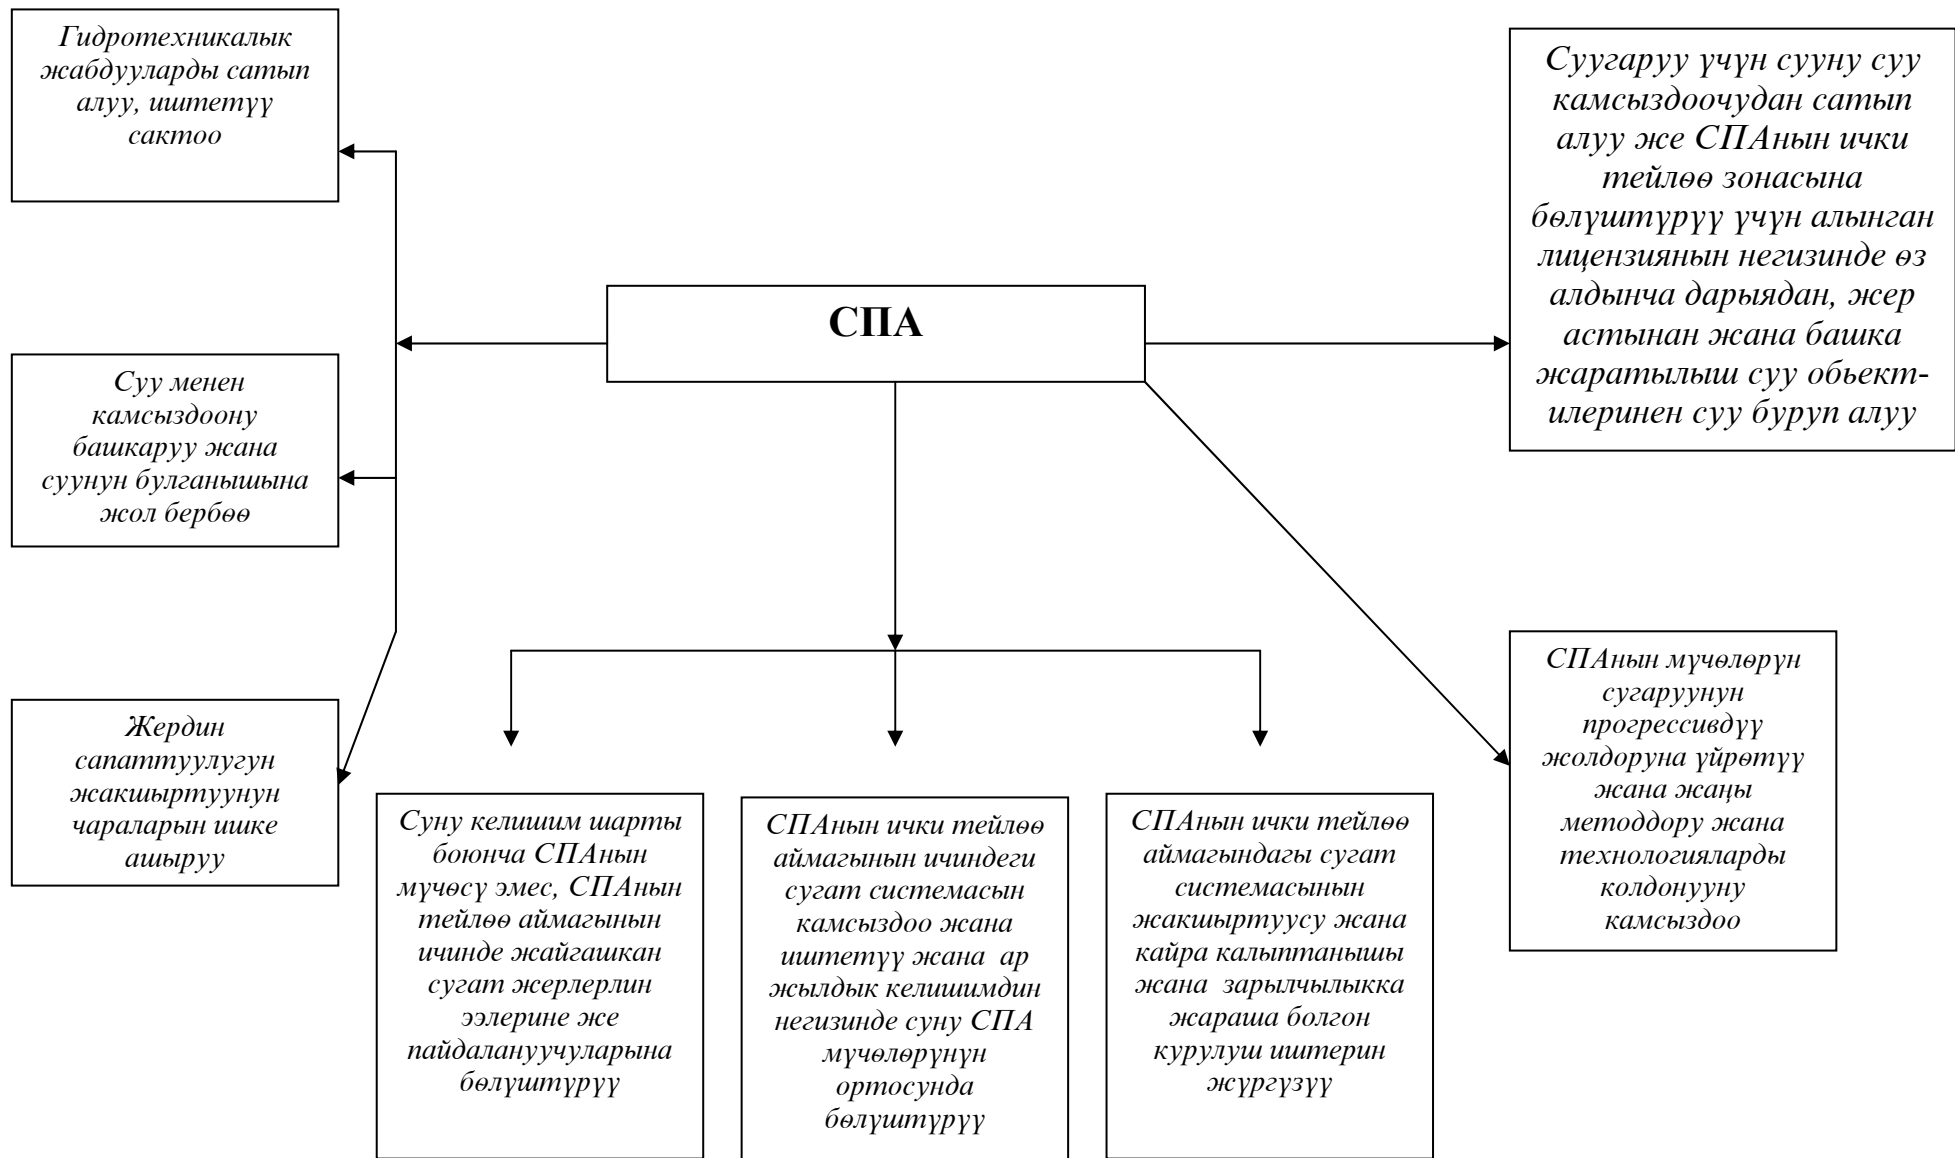 Гидротехникалык
жабдууларды сатып
алуу, иштетүү
сактоо
Суугаруу үчүн сууну суу
камсыздоочудан сатып
алуу же СПАнын ички
тейлөө зонасына
бөлүштүрүү үчүн алынган
лицензиянын негизинде өз
алдынча дарыядан, жер
астынан жана башка
жаратылыш суу обьект-
илеринен суу буруп алуу
СПА
Суу менен
камсыздоону
башкаруу жана
суунун булганышына
жол бербөө
Жердин
сапаттуулугун
жакшыртуунун
чараларын ишке
ашыруу
Суну келишим шарты
боюнча СПАнын
мүчөсү эмес, СПАнын
тейлөө аймагынын
ичинде жайгашкан
сугат жерлерлин
ээлерине же
пайдалануучуларына
бөлүштүрүү
СПАнын ички тейлөө
аймагынын ичиндеги
сугат системасын
камсыздоо жана
иштетүү жана ар
жылдык келишимдин
негизинде суну СПА
мүчөлөрүнүн
ортосунда
бөлүштүрүү
СПАнын ички тейлөө
аймагындагы сугат
системасынын
жакшыртуусу жана
кайра калыптанышы
жана зарылчылыкка
жараша болгон
курулуш иштерин
жүргүзүү
СПАнын мүчөлөрүн
сугаруунун
прогрессивдүү
жолдоруна үйрөтүү
жана жаңы
методдору жана
технологияларды
колдонууну
камсыздоо